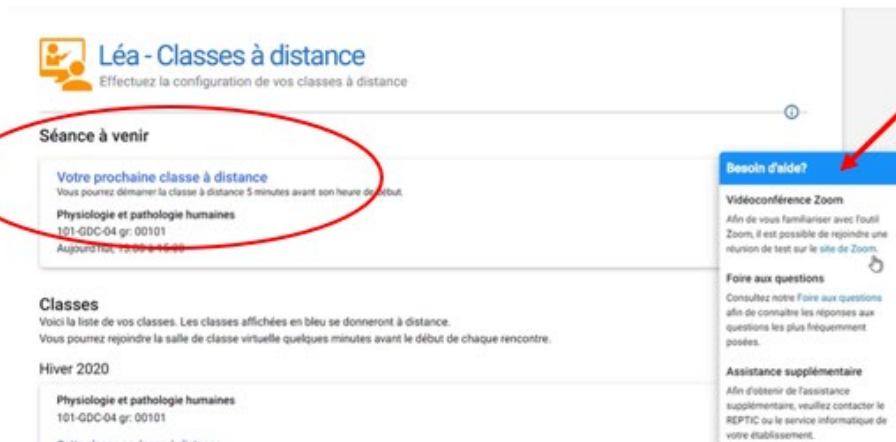 Léa - Classes à distance
Effectuez la configuration de vos classes à distance
Séance à venir
Votre prochaine classe à distance
Vous pourrez démarrer la classe à distance 5 minutes avant son heure de début.
Physiologie et pathologie humaines
101-GDC-04 gr: 00101
Aujourd'hui,
Classes
Voici la liste de vos classes. Les classes affichées en bleu se donneront à distance.
Vous pourrez rejoindre la salle de classe virtuelle quelques minutes avant le début de chaque rencontre.
Hiver 2020
Physiologie et pathologie humaines
101-GDC-04 gr: 00101
Besoin d'aide?
Vidéoconférence Zoom
Afin de vous familiariser avec l'outil
Zoom, il est possible de rejoindre une
réunion de test sur le site de Zoom.
Foire aux questions
Consultez notre Foire aux questions
afin de connaître les réponses aux
questions les plus fréquemment
posées.
Assistance supplémentaire
Afin d'obtenir de l'assistance
supplémentaire, veuillez contacter le
REPTIC ou le service informatique de
votre établissement.